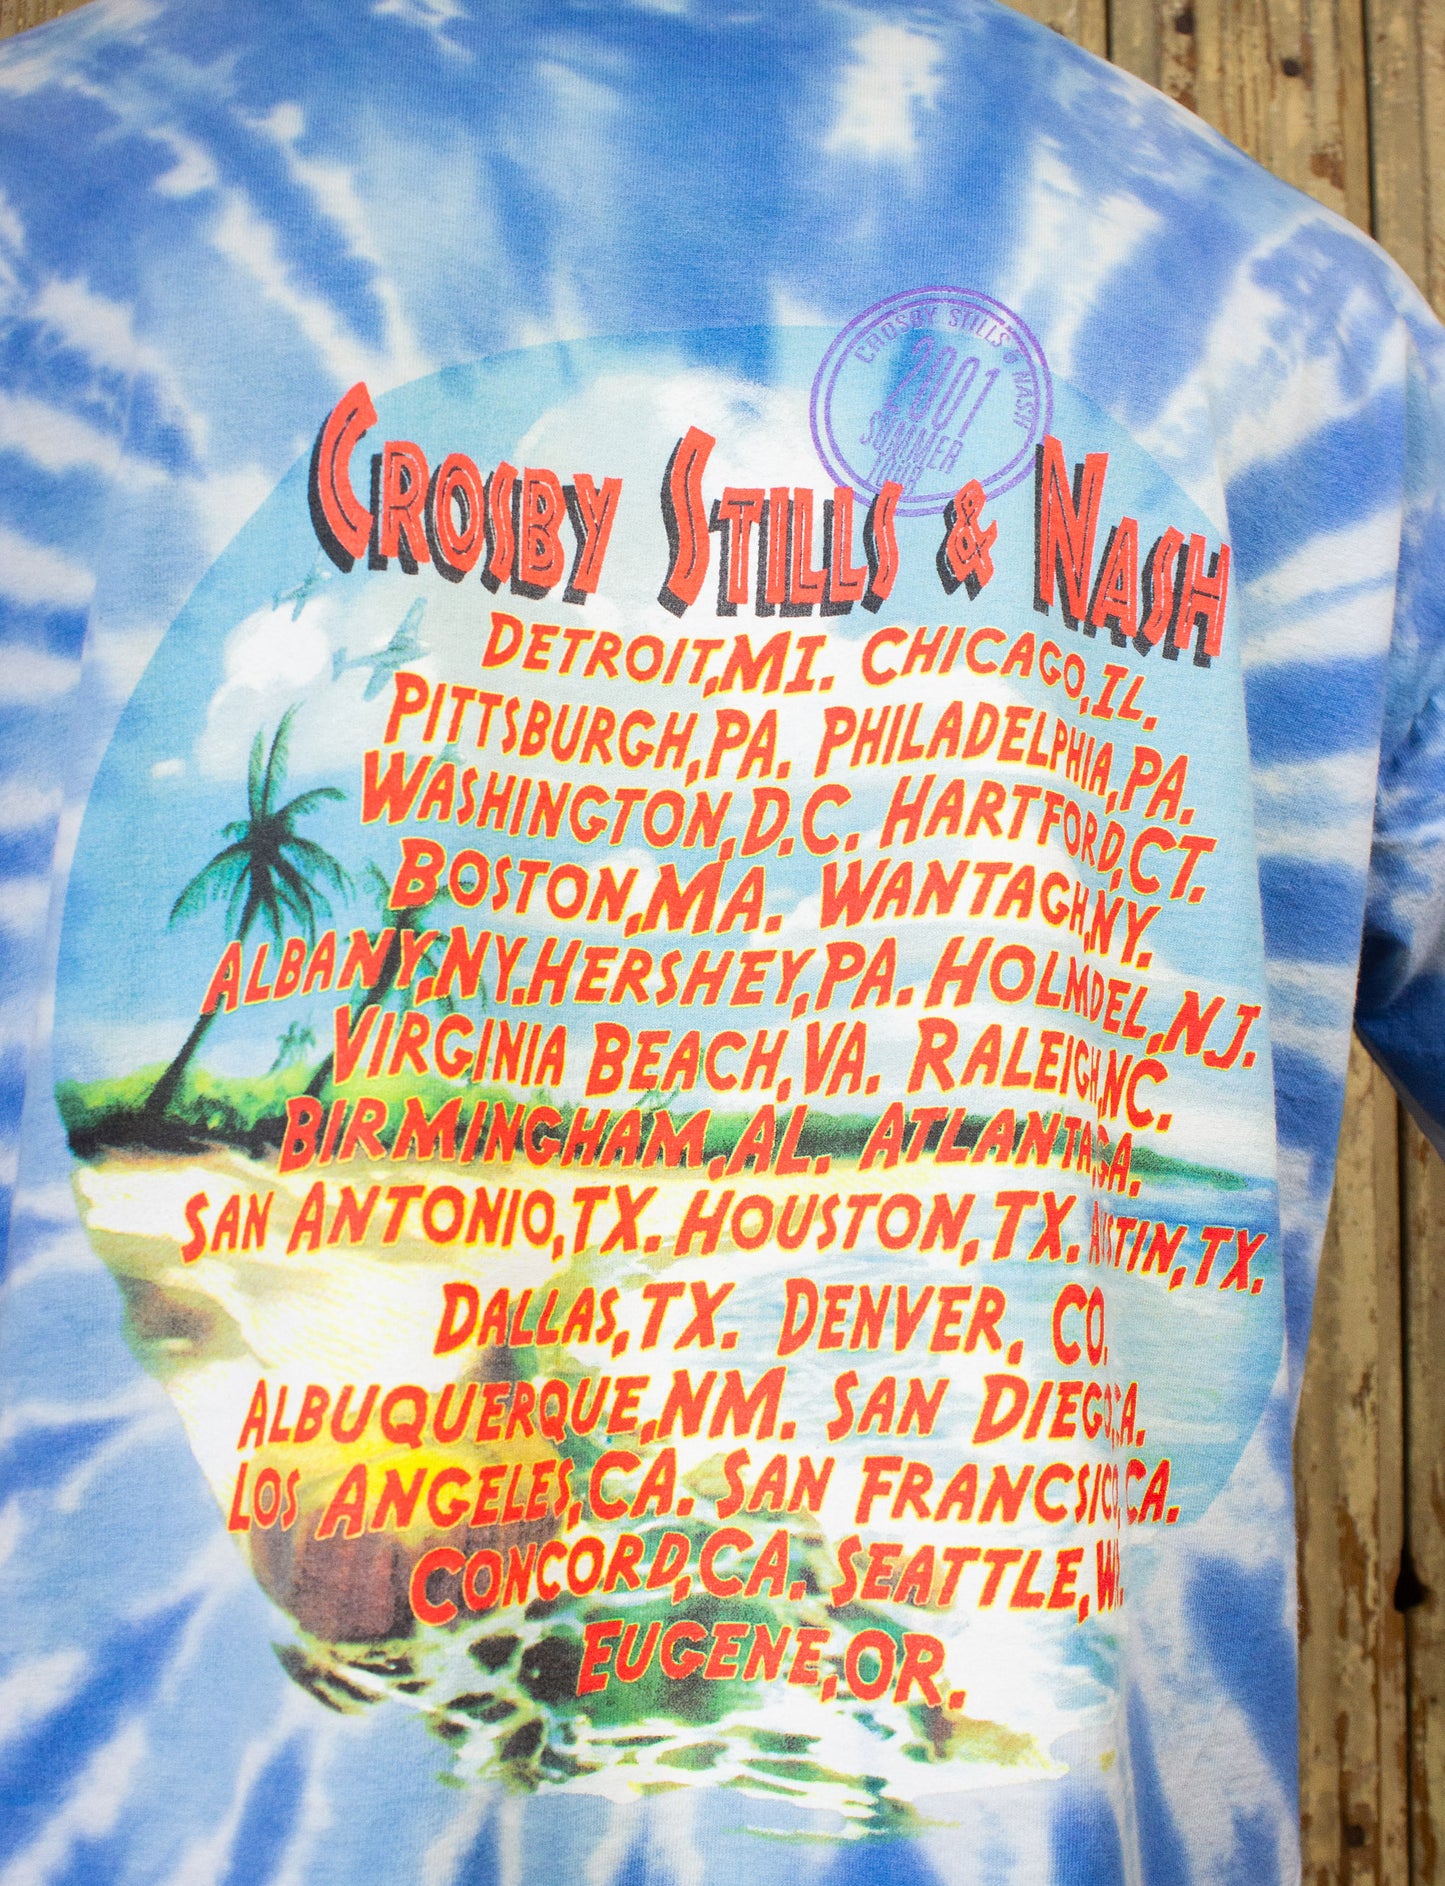 CROSBY STILLS & NASH
2001
SUMMER
TOUR
CROSBY STILLS & NASH
DETROIT,MI. CHICAGO,IL.
PITTSBURGH,PA. PHILADELPHIA,PA.
WASHINGTON,D.C. HARTFORD,CT.
BOSTON,MA. WANTAGH,NY.
ALBANY,NY.HERSHEY,PA.HOLMDEL,NJ.
VIRGINIA BEACH,VA. RALEIGH,NC.
BIRMINGHAM,AL. ATLANTA,GA.
SAN ANTONIO,TX.HOUSTON,TX.AUSTIN,TX.
DALLAS,TX. DENVER, CO.
ALBUQUERQUE,NM. SAN DIEGO,CA.
LOS ANGELES,CA. SAN FRANCSICO,CA.
CONCORD,CA. SEATTLE,WA.
EUGENE,OR.